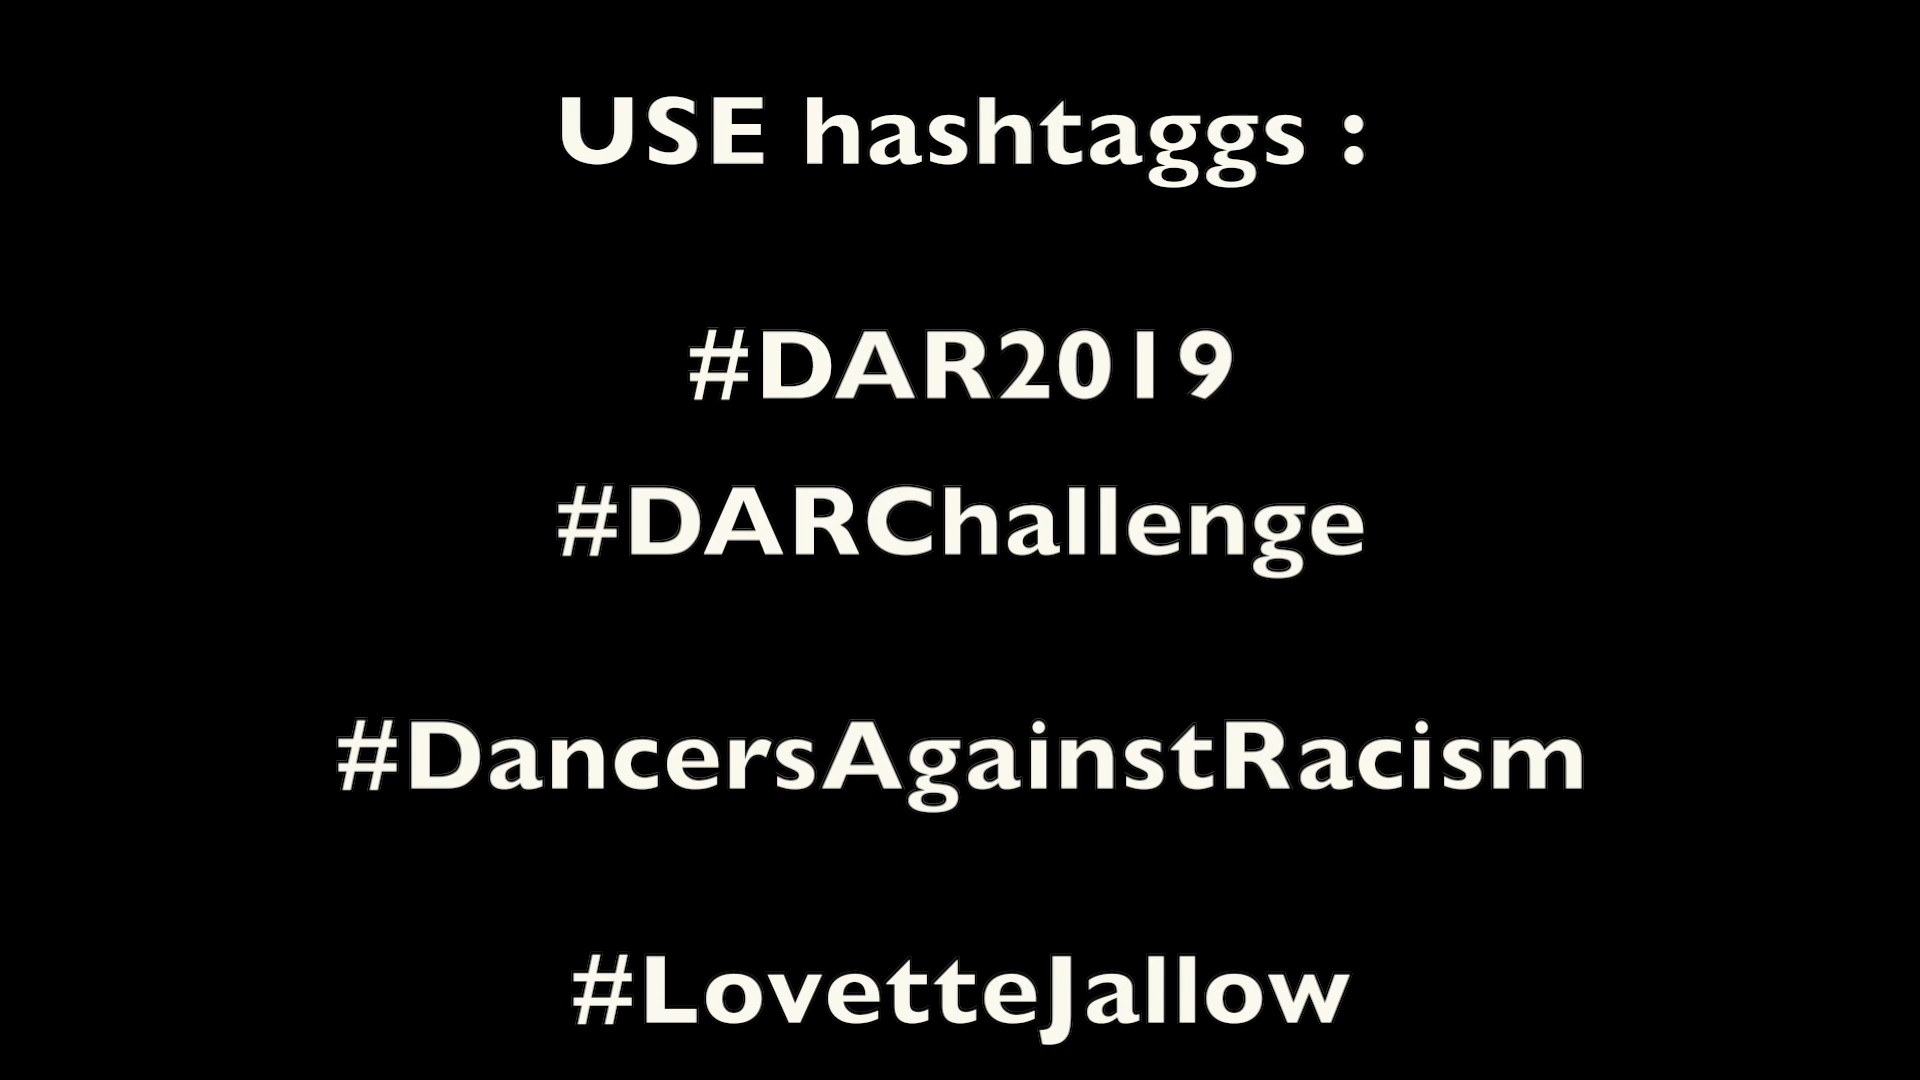 USE hashtaggs :
#DAR2019
#DARChallenge
#DancersAgainstRacism
#LovetteJallow